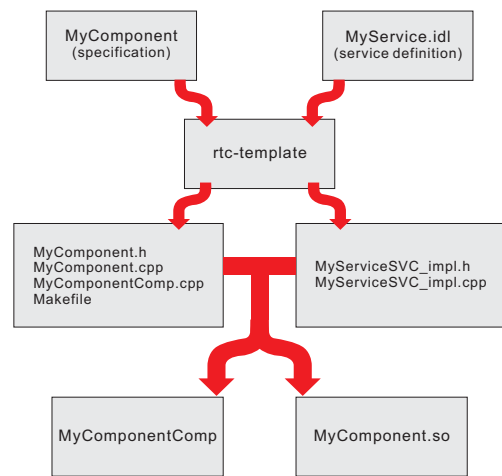 MyComponent
(specification)
MyService.idl
(service definition)
rtc-template
MyComponent.h
MyComponent.cpp
MyComponentComp.cpp
Makefile
MyServiceSVC_impl.h
MyServiceSVC_impl.cpp
MyComponentComp
MyComponent.so